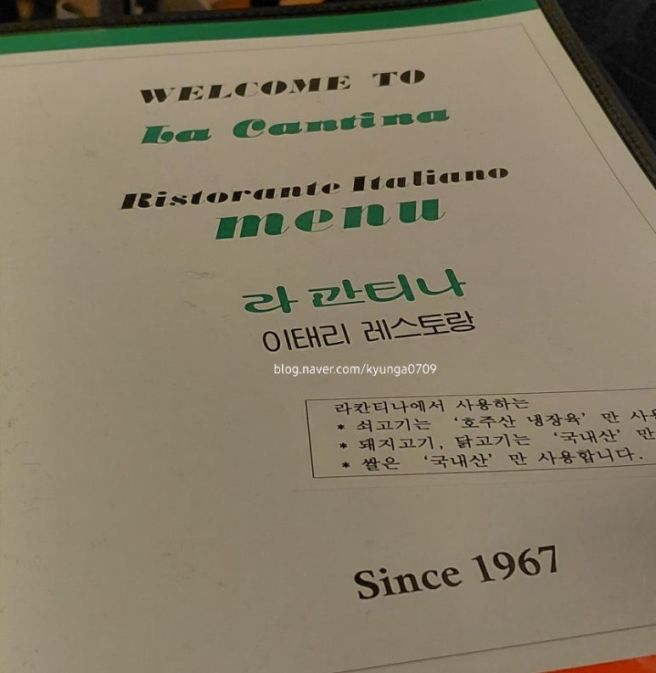 WELCOME TO
La Cantina
Ristorante Italiano
menu
라 깐티나
이태리 레스토랑
blog.naver.com/kyunga0709
라칸티나에서 사용하는
* 쇠고기는 '호주산 냉장육' 만
* 돼지고기, 닭고기는 '국내산' 만
* 쌀은 '국내산' 만 사용합니다.
Since 1967